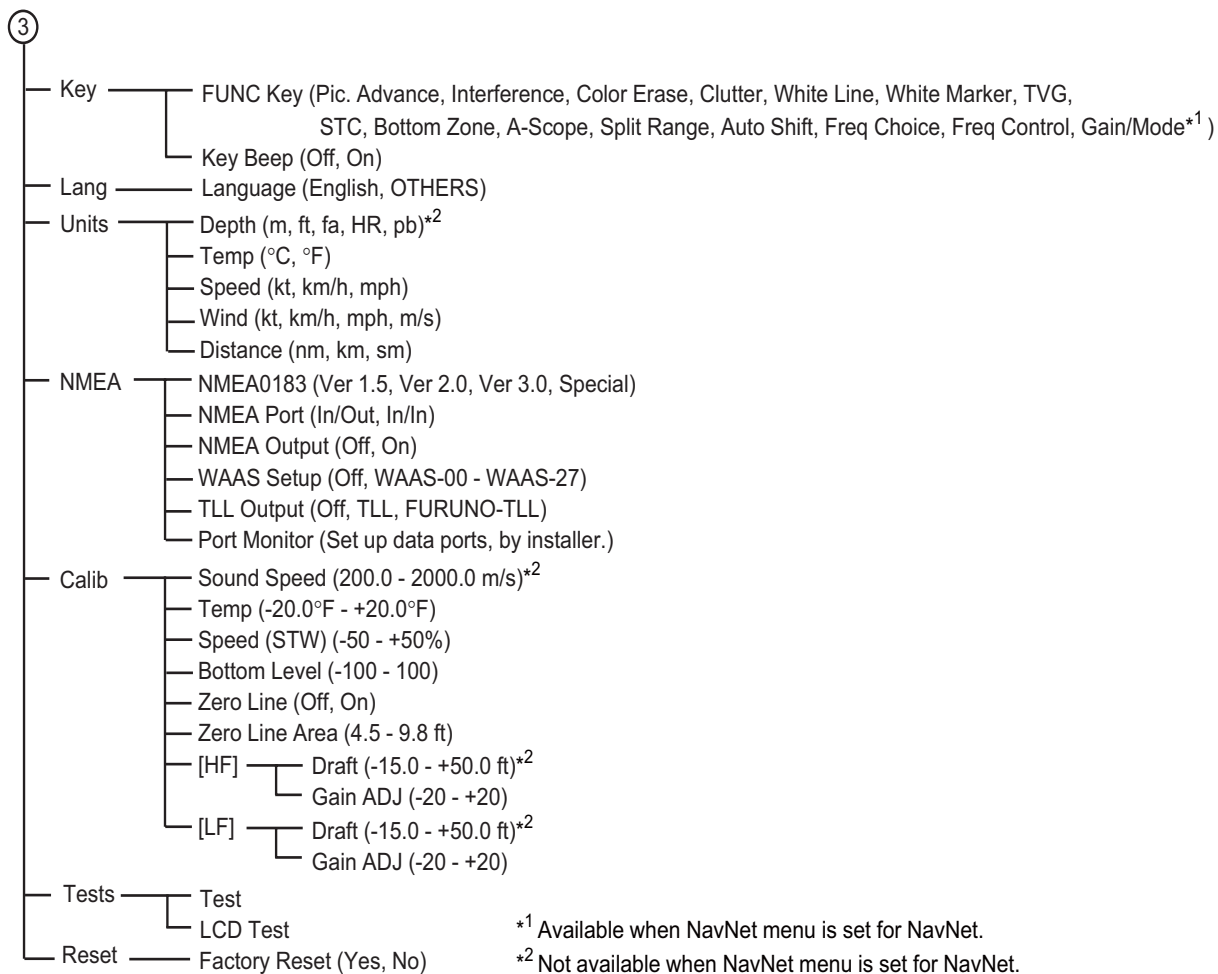 3
Key
FUNC Key (Pic. Advance, Interference, Color Erase, Clutter, White Line, White Marker, TVG,
STC, Bottom Zone, A-Scope, Split Range, Auto Shift, Freq Choice, Freq Control, Gain/Mode*1 )
Key Beep (Off, On)
Lang
Language (English, OTHERS)
Units
Depth (m, ft, fa, HR, pb)*2
Temp (°C, °F)
Speed (kt, km/h, mph)
Wind (kt, km/h, mph, m/s)
Distance (nm, km, sm)
NMEA
NMEA0183 (Ver 1.5, Ver 2.0, Ver 3.0, Special)
NMEA Port (In/Out, In/In)
NMEA Output (Off, On)
WAAS Setup (Off, WAAS-00 - WAAS-27)
TLL Output (Off, TLL, FURUNO-TLL)
Port Monitor (Set up data ports, by installer.)
Calib
Sound Speed (200.0 - 2000.0 m/s)*2
Temp (-20.0°F - +20.0°F)
Speed (STW) (-50 - +50%)
Bottom Level (-100 - 100)
Zero Line (Off, On)
Zero Line Area (4.5 - 9.8 ft)
[HF]
Draft (-15.0 - +50.0 ft)*2
Gain ADJ (-20 - +20)
[LF]
Draft (-15.0 - +50.0 ft)*2
Gain ADJ (-20 - +20)
Tests
Test
LCD Test
*1 Available when NavNet menu is set for NavNet.
Reset
Factory Reset (Yes, No)
*2 Not available when NavNet menu is set for NavNet.